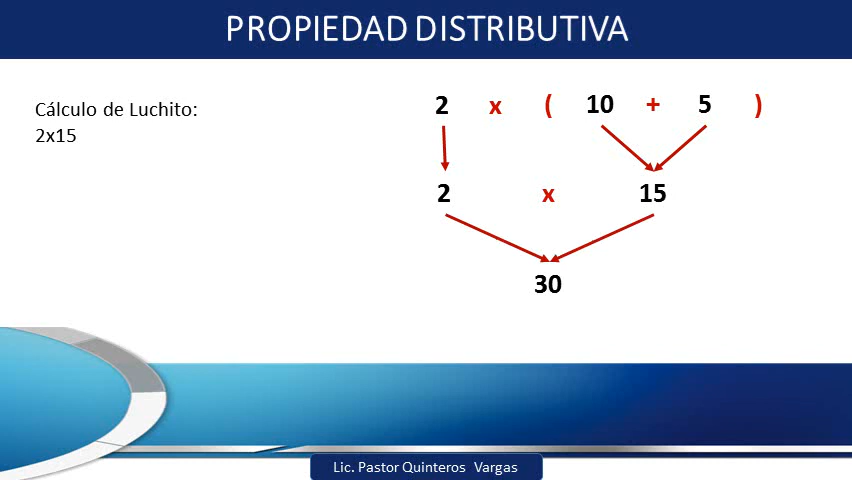 PROPIEDAD DISTRIBUTIVA
Cálculo de Luchito:
2x15
2 x ( 10 + 5 )
2 x 15
30
Lic. Pastor Quinteros Vargas